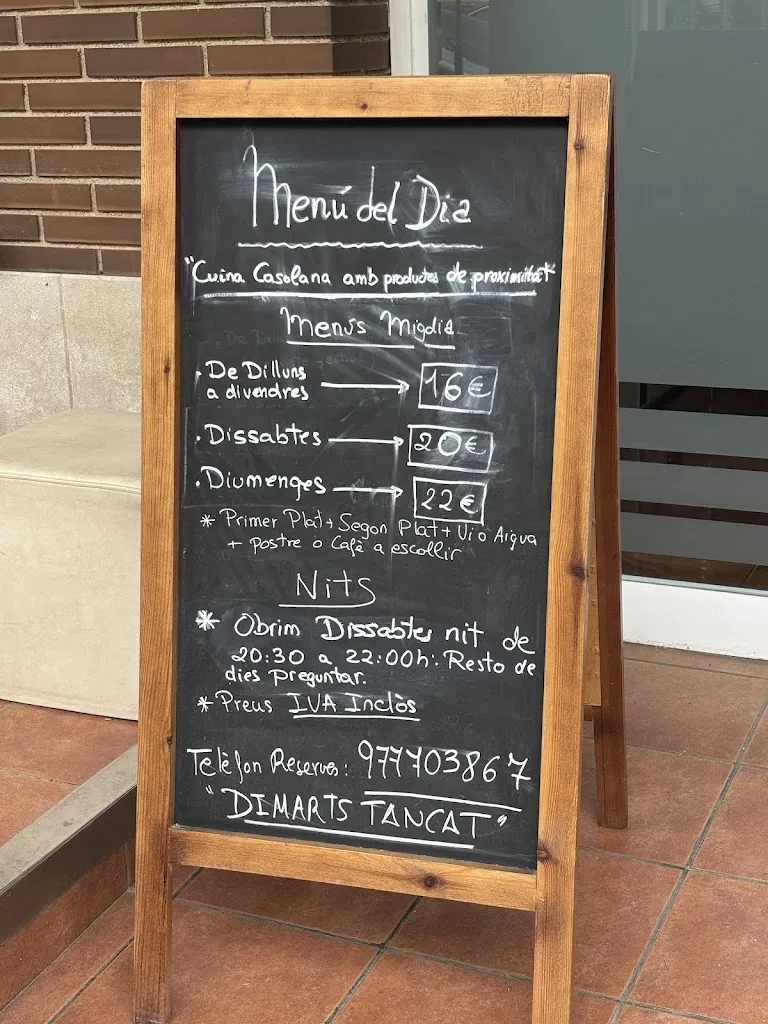 Menú del Dia
"Cuina Casolana amb productes de proximitat"
Menús Migdia
· De Dilluns
a divendres → 16€
· Dissabtes → 20€
· Diumenges → 22€
* Primer Plat + Segon Plat + Vi o Aigua
+ postre o Cafè a escollir
Nits
* Obrim Dissabtes nit de
20:30 a 22:00h. Resto de
dies preguntar.
* Preus IVA Inclòs
Telèfon Reserves: 977703867
"DIMARTS TANCAT"